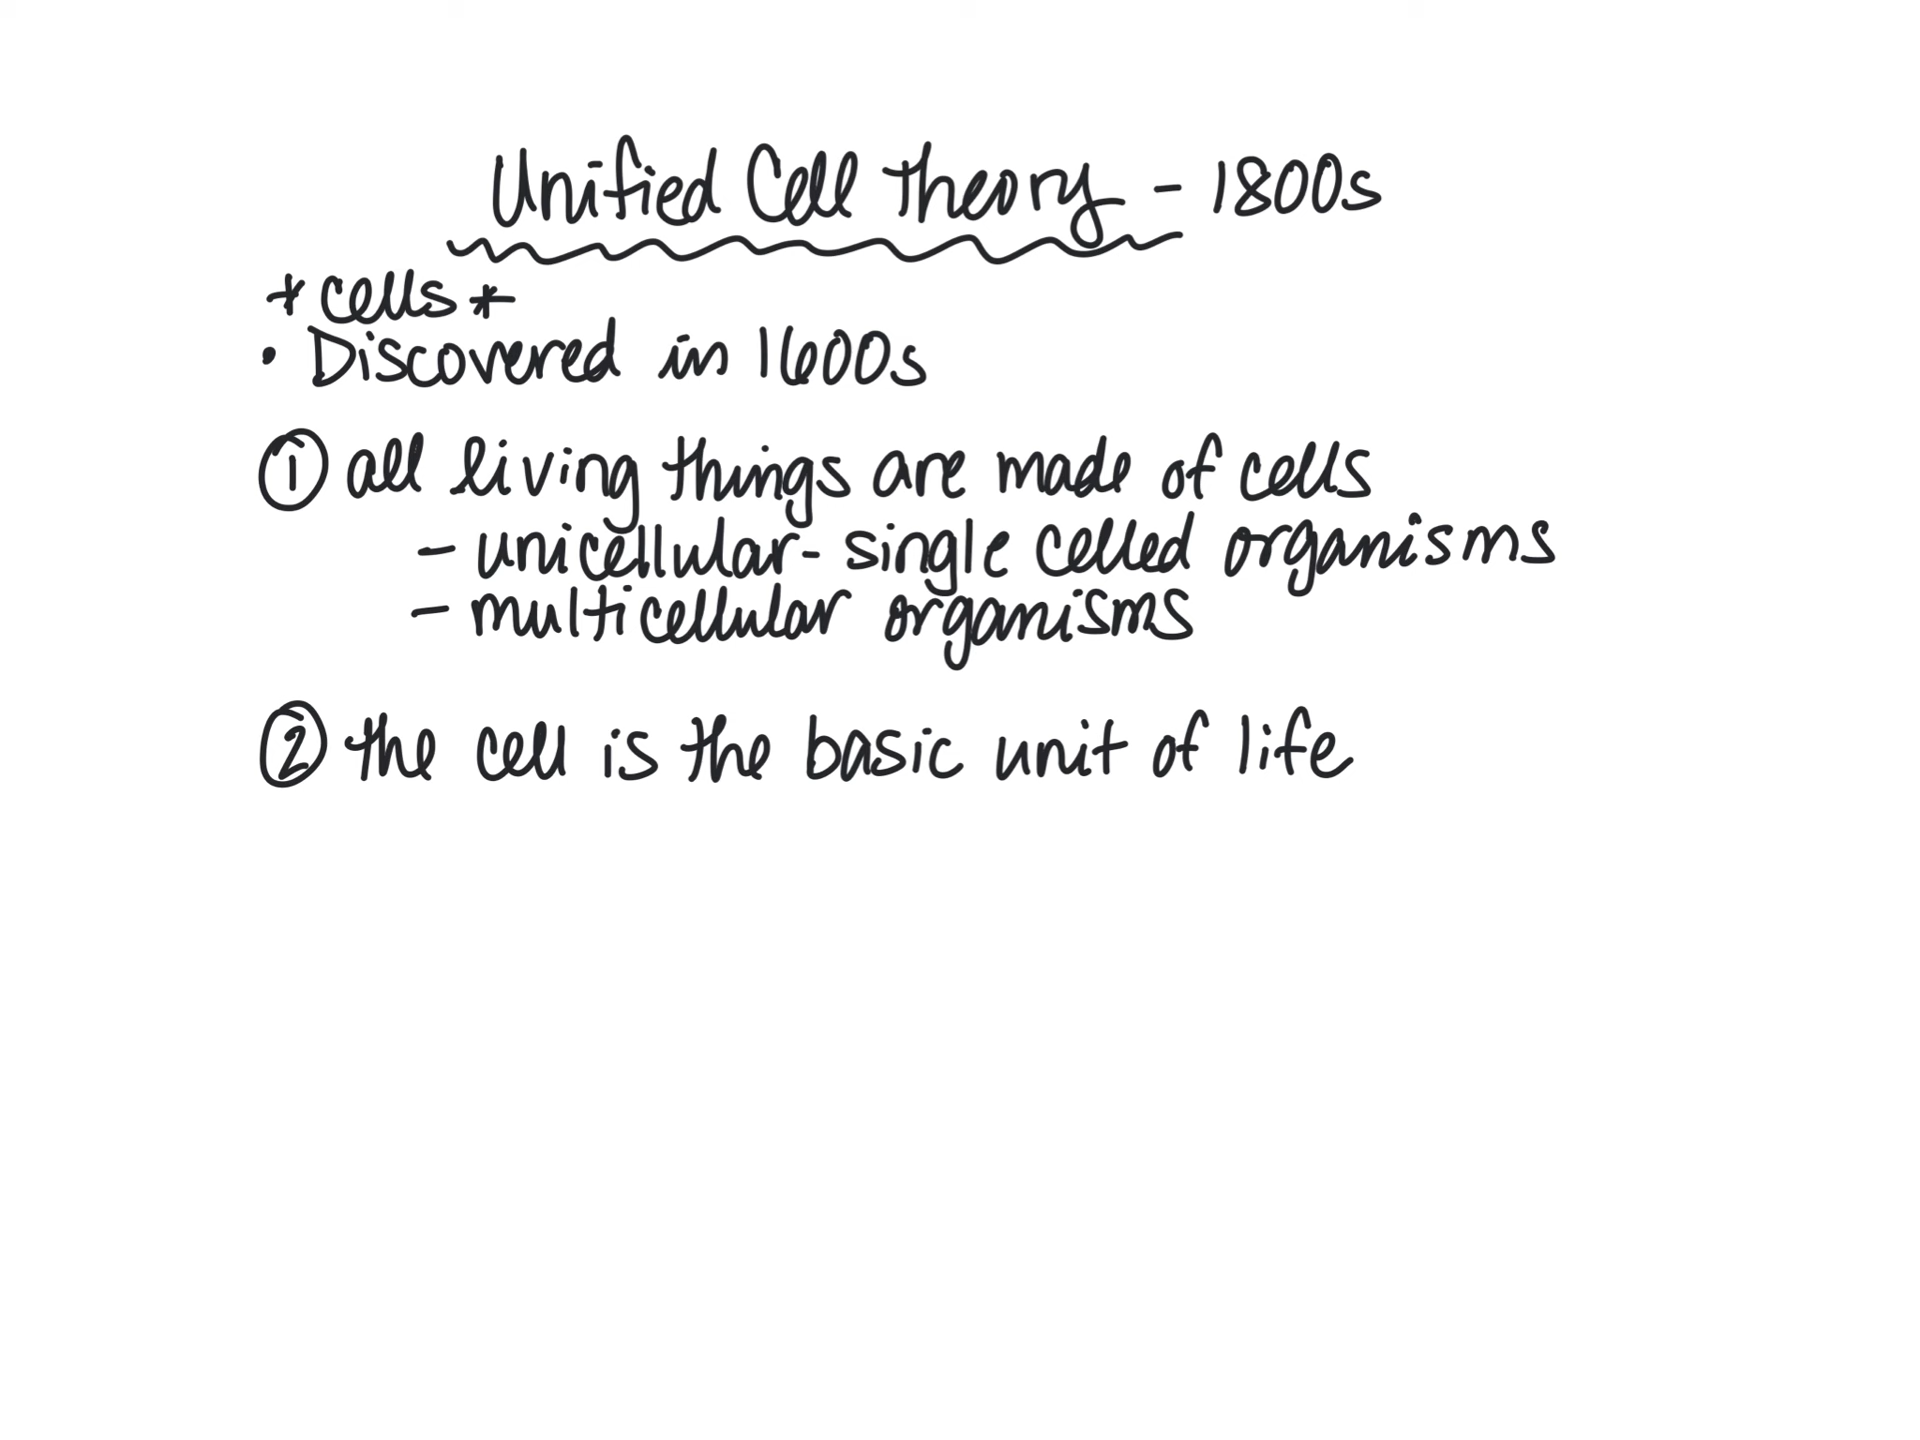 Unified Cell theory - 1800s
* cells *
• Discovered in 1600s
① all living things are made of cells
- unicellular - single celled organisms
- multicellular organisms
② the cell is the basic unit of life